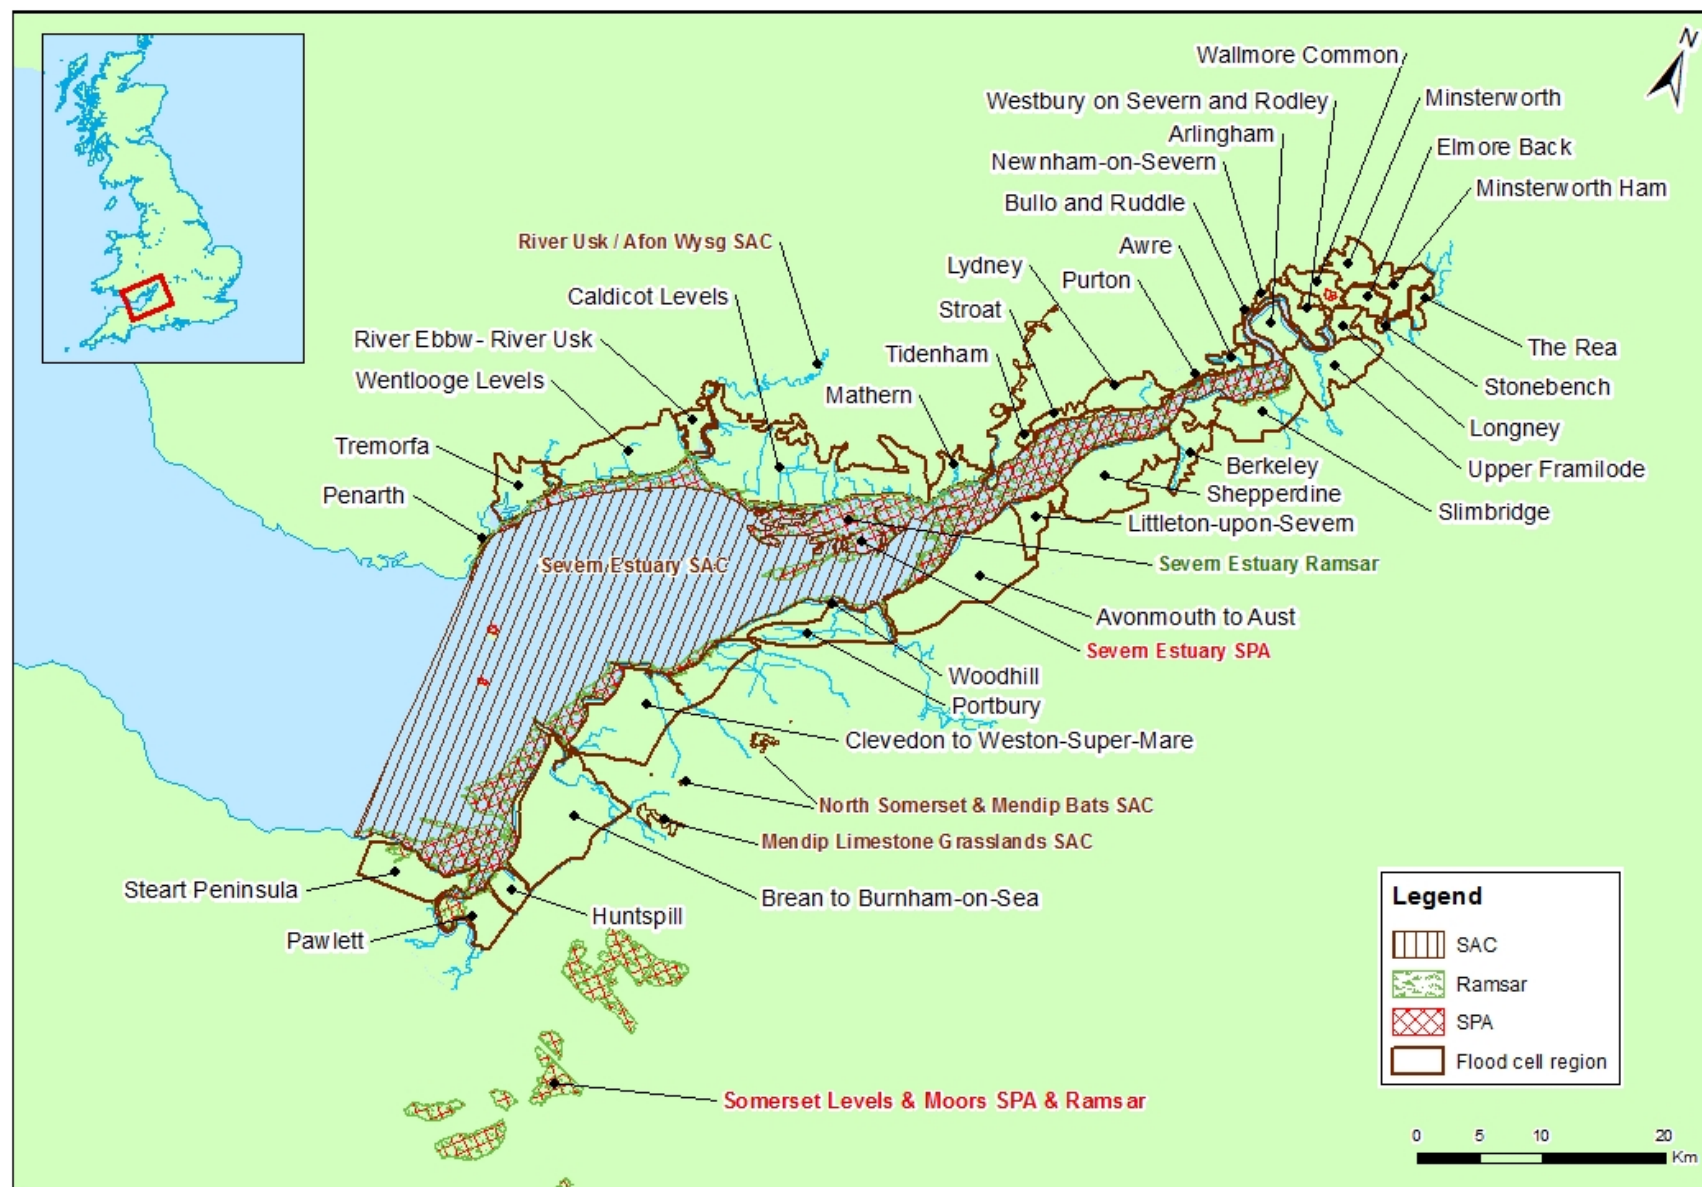 N
Wallmore Common
Westbury on Severn and Rodley
Minsterworth
Arlingham
Elmore Back
Newnham-on-Severn
Minsterworth Ham
Bullo and Ruddle
River Usk / Afon Wysg SAC
Awre
Lydney
Purton
Caldicot Levels
Stroat
River Ebbw - River Usk
Tidenham
The Rea
Wentlooge Levels
Mathern
Stonebench
Longney
Tremorfa
Berkeley
Upper Framilode
Penarth
Shepperdine
Slimbridge
Littleton-upon-Severn
Severn Estuary SAC
Severn Estuary Ramsar
Avonmouth to Aust
Severn Estuary SPA
Woodhill
Portbury
Clevedon to Weston-Super-Mare
North Somerset & Mendip Bats SAC
Mendip Limestone Grasslands SAC
Steart Peninsula
Brean to Burnham-on-Sea
Huntspill
Pawlett
Somerset Levels & Moors SPA & Ramsar
Legend
SAC
Ramsar
SPA
Flood cell region
0 5 10 20
Km